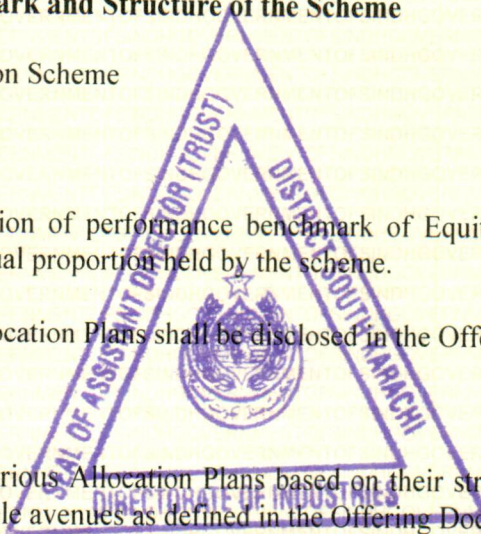 ark and Structure of the Scheme
on Scheme
ion of performance benchmark of Equit
ual proportion held by the scheme.
ocation Plans shall be disclosed in the Offe
rious Allocation Plans based on their str
le avenues as defined in the Offering Doc
SEAL OF ASSISTANT DIRECTOR (TRUST)
DISTRICT SOUTH KARACHI
DIRECTORATE OF INDUSTRIES